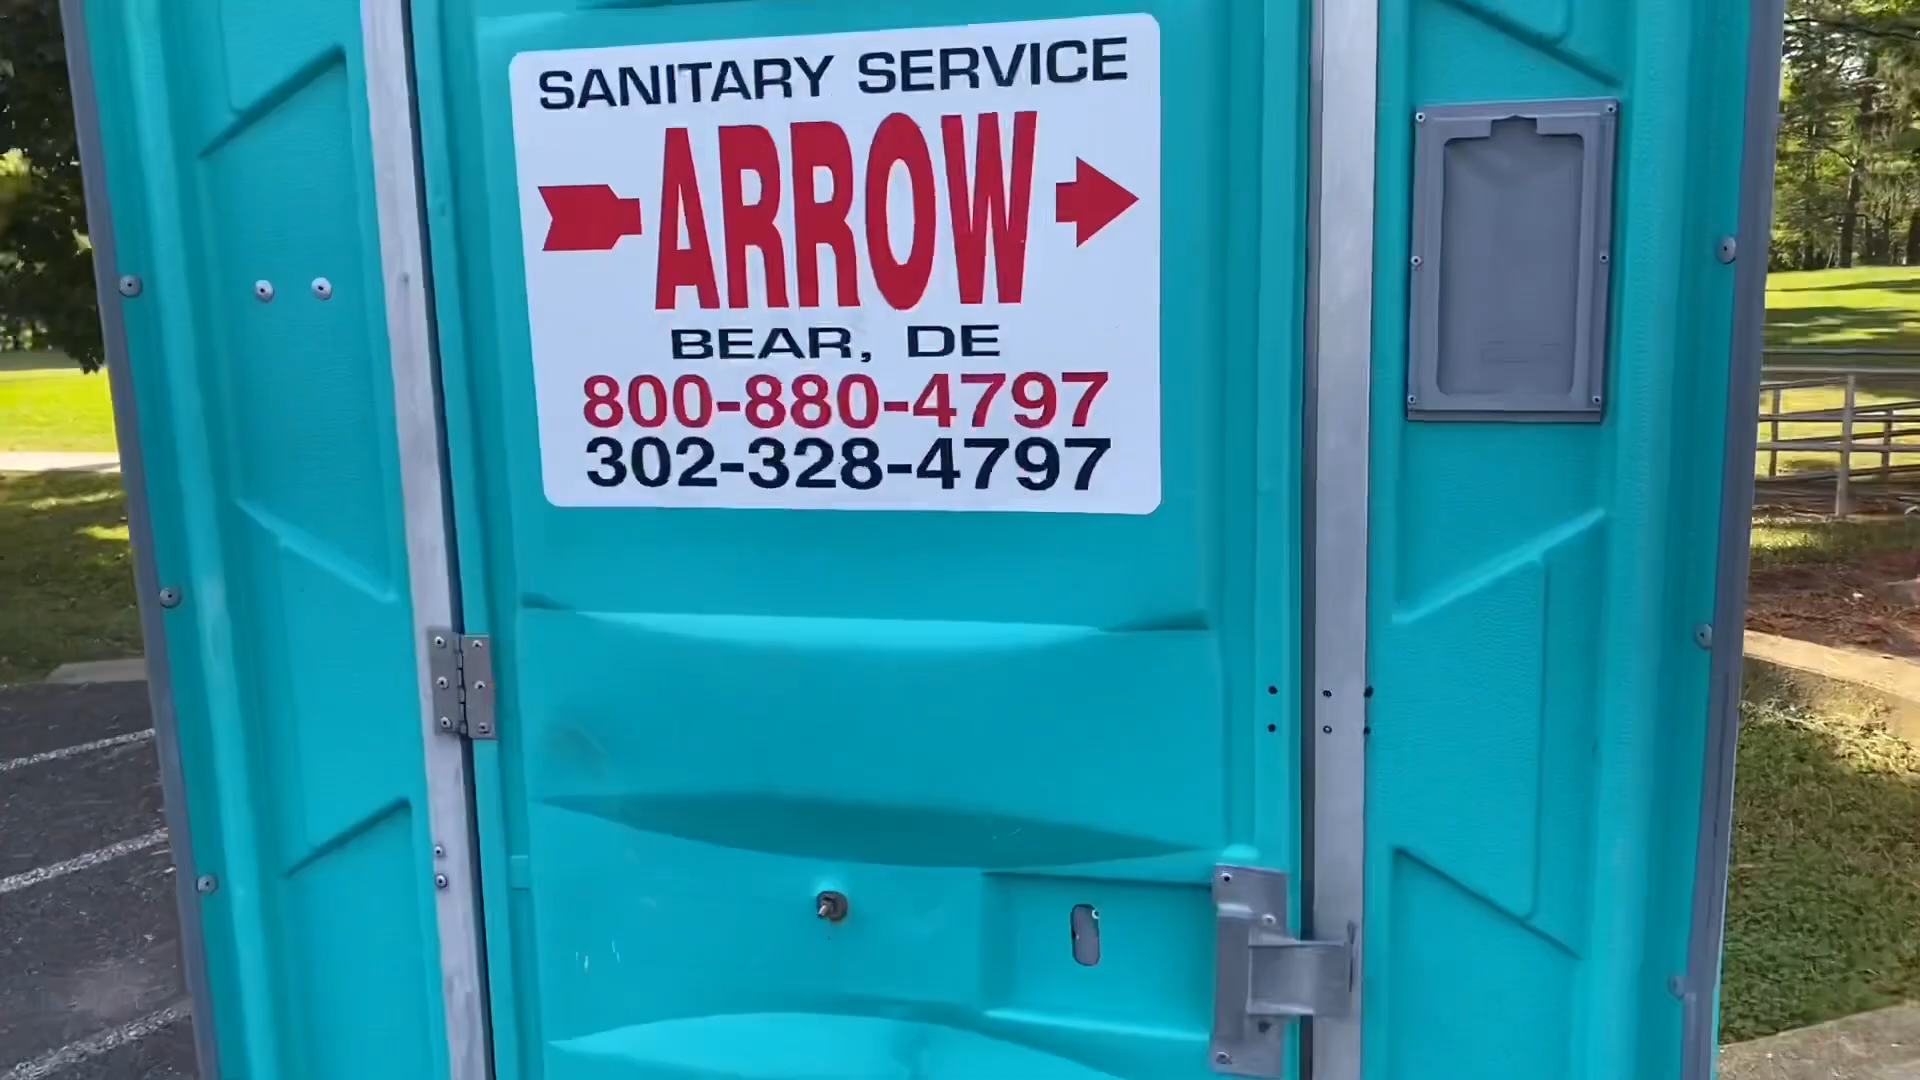 SANITARY SERVICE
ARROW
BEAR, DE
800-880-4797
302-328-4797